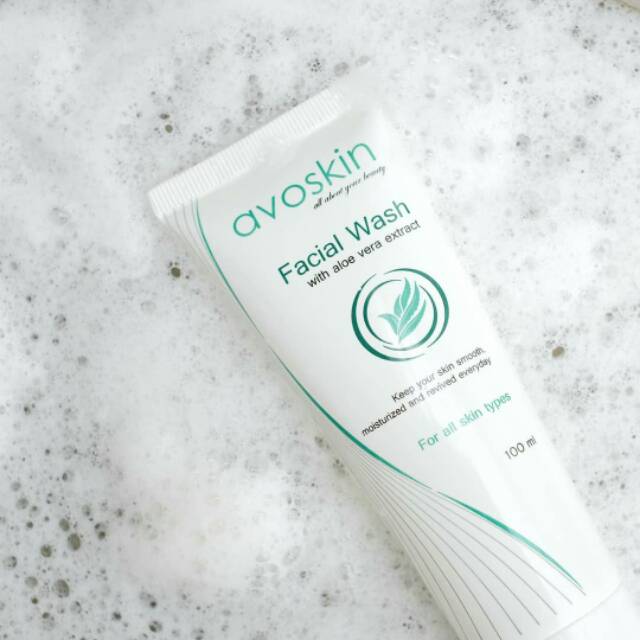 avoskin
all about your beauty
Facial Wash
with aloe vera extract
Keep your skin smooth,
moisturized and revived everyday
For all skin types
100 ml